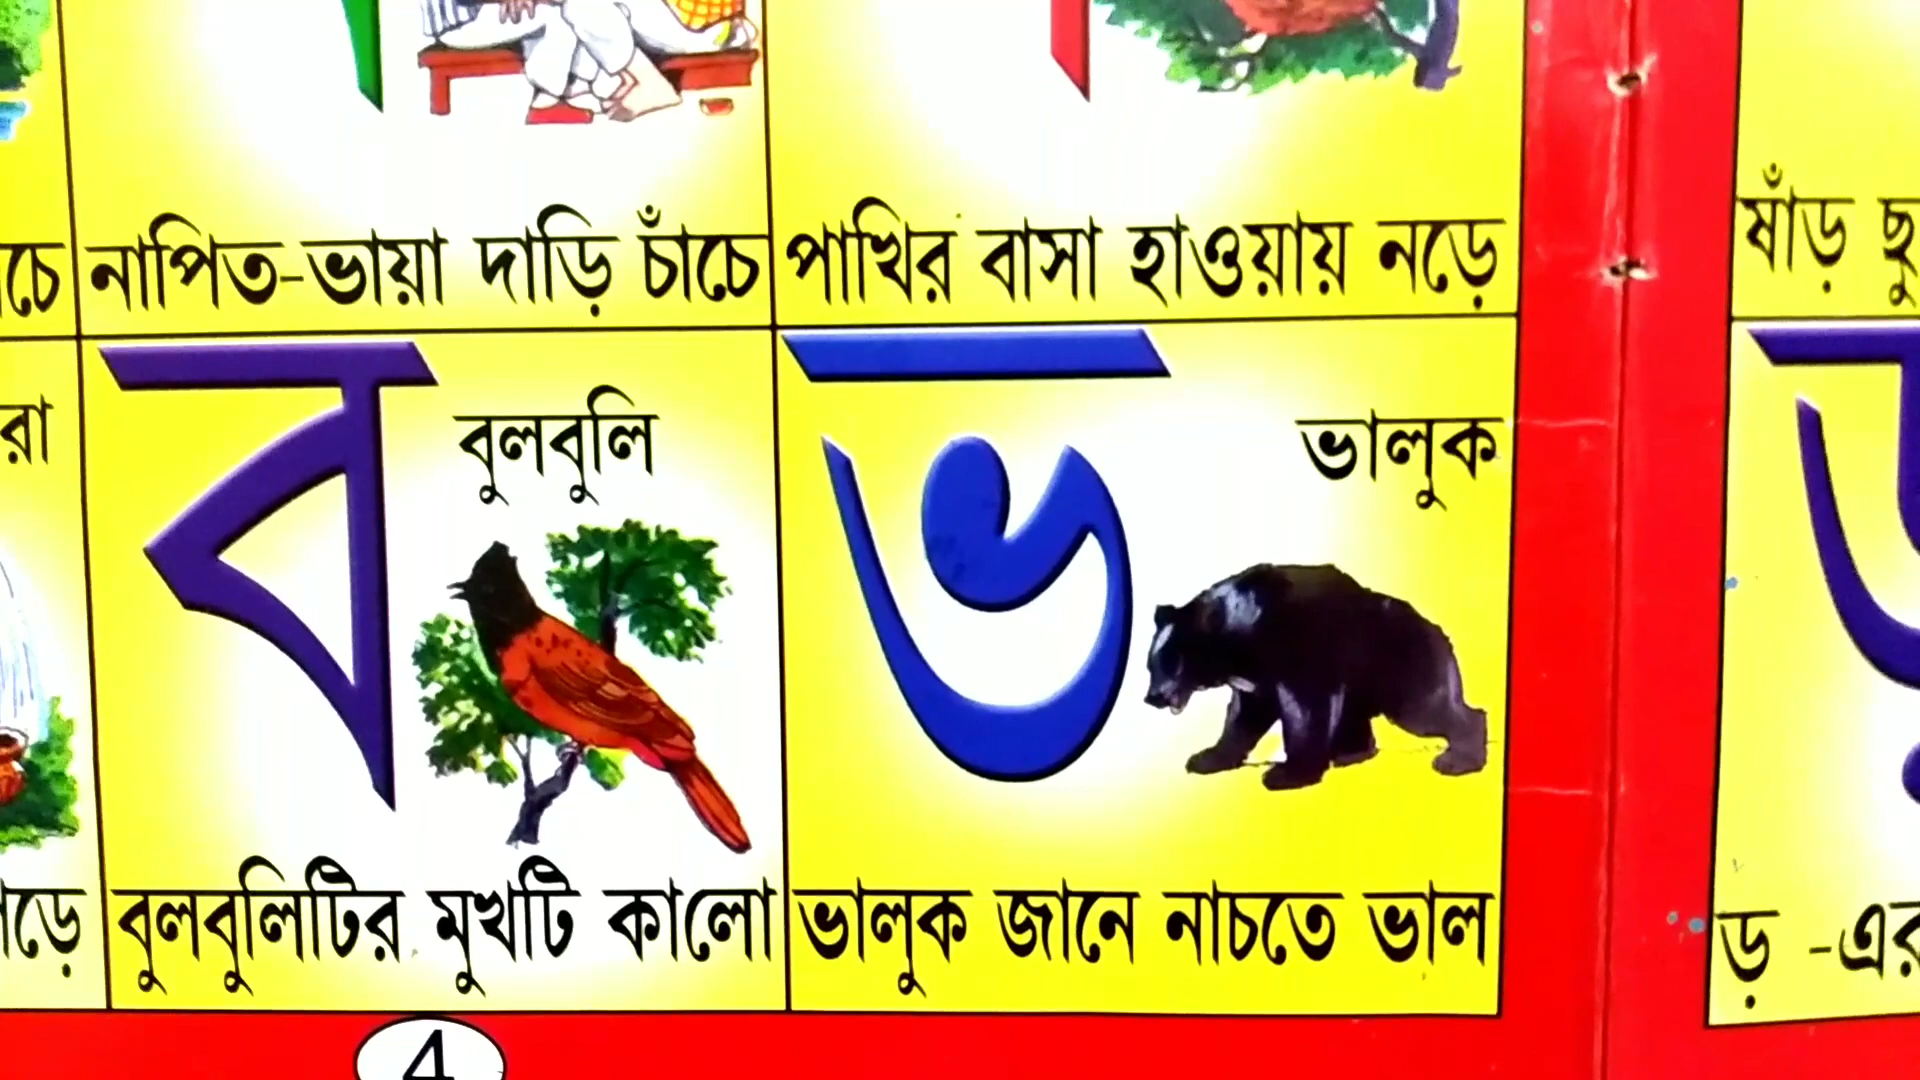 নাপিত-ভায়া দাড়ি চাঁচে
পাখির বাসা হাওয়ায় নড়ে
ষাঁড়
ব
বুলবুলি
বুলবুলিটির মুখটি কালো
ভ
ভালুক
ভালুক জানে নাচতে ভাল
ড় -এর
4